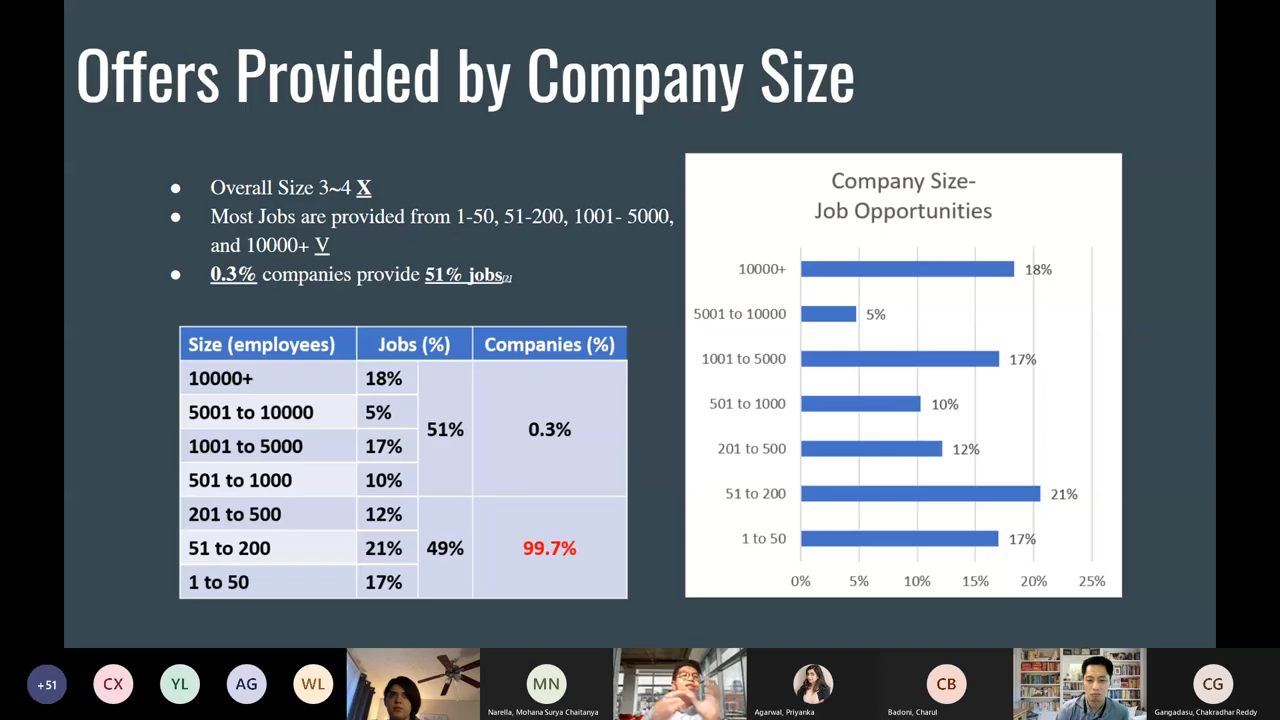 Offers Provided by Company Size
● Overall Size 3~4 X
● Most Jobs are provided from 1-50, 51-200, 1001- 5000,
and 10000+ V
● 0.3% companies provide 51% jobs[2]
Size (employees) Jobs (%) Companies (%)
10000+ 18%
5001 to 10000 5%
51% 0.3%
1001 to 5000 17%
501 to 1000 10%
201 to 500 12%
51 to 200 21% 49% 99.7%
1 to 50 17%
Company Size-
Job Opportunities
10000+ 18%
5001 to 10000 5%
1001 to 5000 17%
501 to 1000 10%
201 to 500 12%
51 to 200 21%
1 to 50 17%
0% 5% 10% 15% 20% 25%
+51 CX YL AG WL MN CB CG
Narella, Mohana Surya Chaitanya Agarwal, Priyanka Badoni, Charul Gangadasu, Chakradhar Reddy